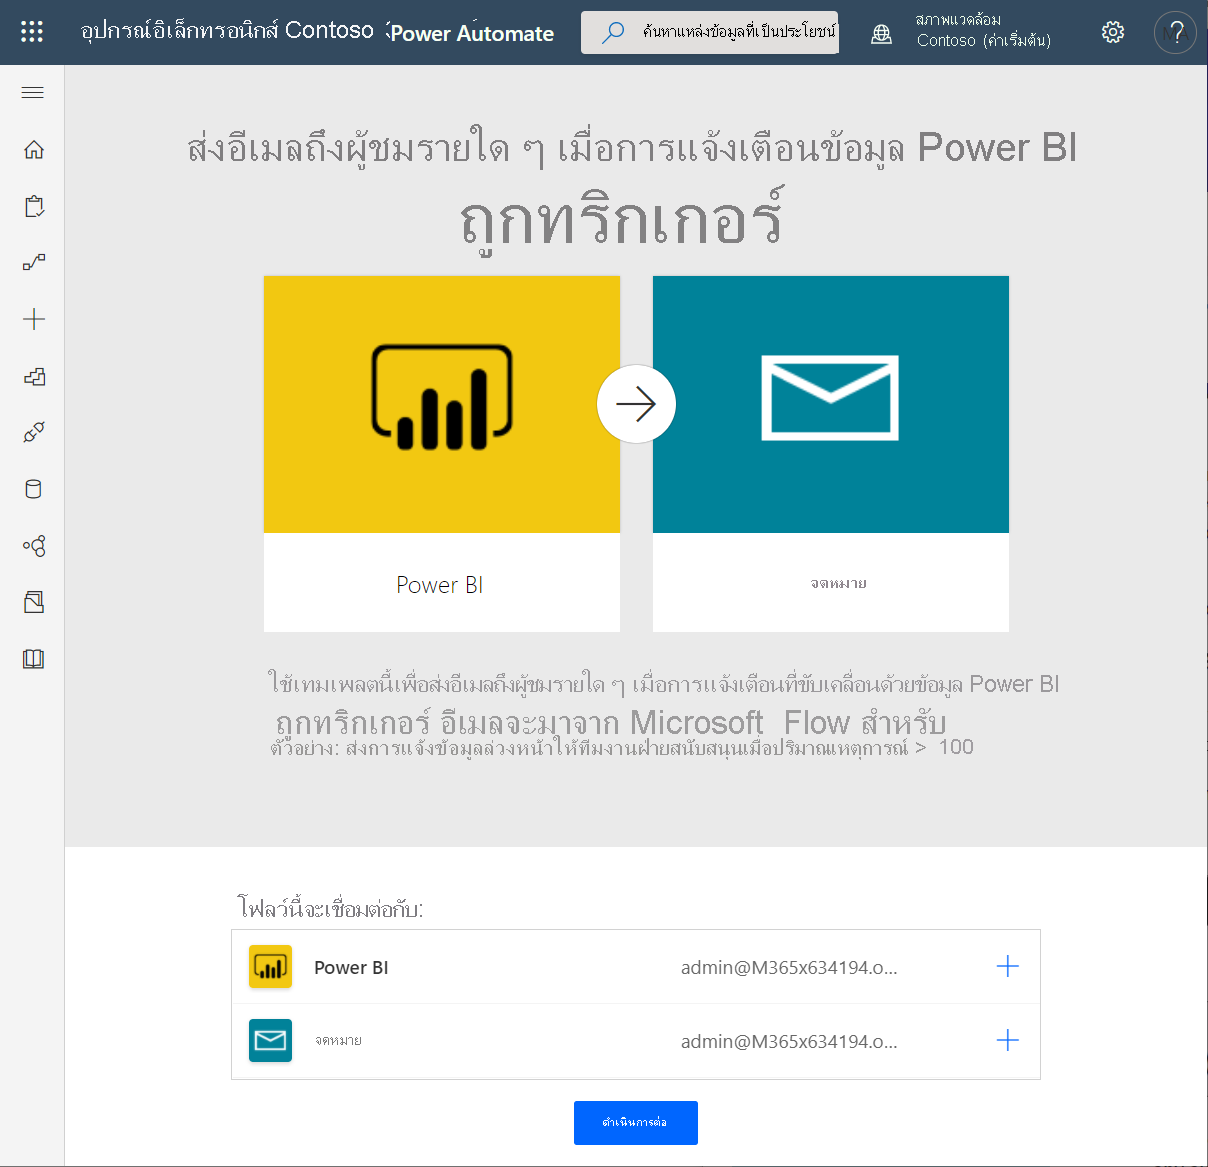 อุปกรณ์อิเล็กทรอนิกส์ Contoso
Power Automate
ค้นหาแหล่งข้อมูลที่เป็นประโยชน์
สภาพแวดล้อม
Contoso (ค่าเริ่มต้น)
ส่งอีเมลถึงผู้ชมรายใด ๆ เมื่อการแจ้งเตือนข้อมูล Power BI
ถูกทริกเกอร์
Power BI
จดหมาย
ใช้เทมเพลตนี้เพื่อส่งอีเมลถึงผู้ชมรายใด ๆ เมื่อการแจ้งเตือนที่ขับเคลื่อนด้วยข้อมูล Power BI
ถูกทริกเกอร์ อีเมลจะมาจาก Microsoft Flow สำหรับ
ตัวอย่าง: ส่งการแจ้งข้อมูลล่วงหน้าให้ทีมงานฝ่ายสนับสนุนเมื่อปริมาณเหตุการณ์ > 100
โฟลว์นี้จะเชื่อมต่อกับ:
Power BI admin@M365x634194.o...
จดหมาย admin@M365x634194.o...
ดำเนินการต่อ